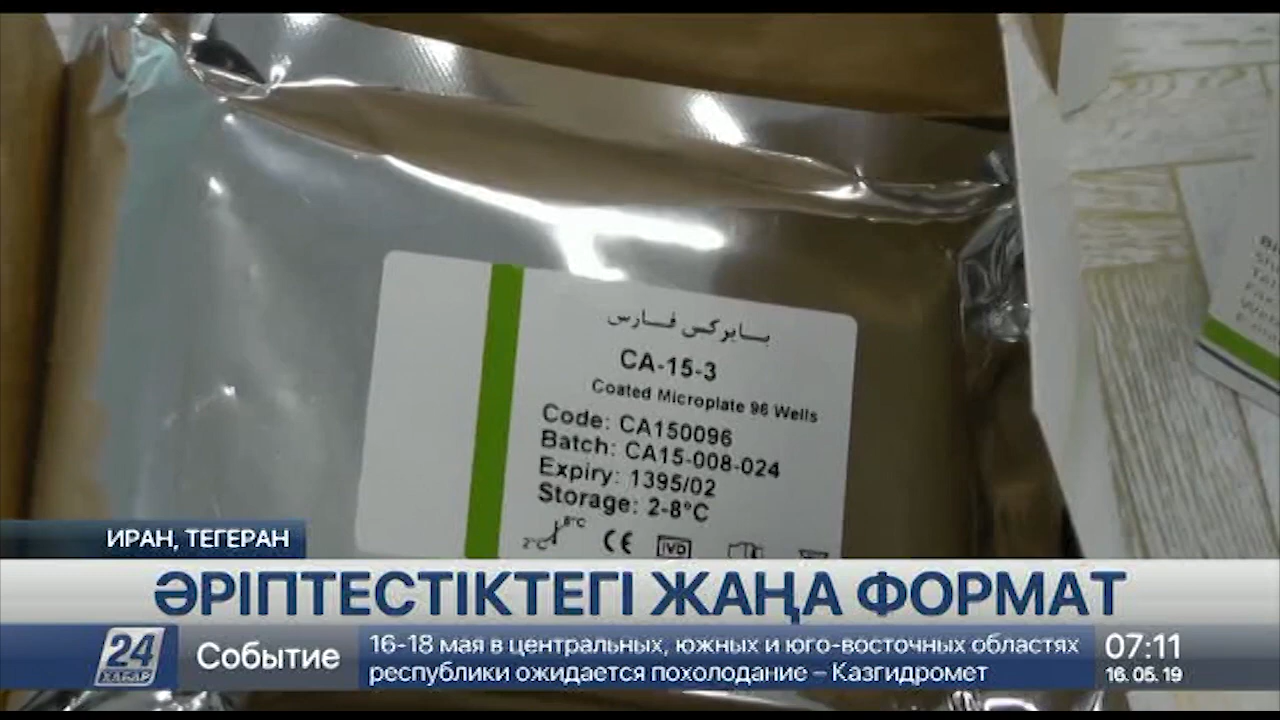 بایرکس فارس
CA-15-3
Coated Microplate 96 Wells
Code: CA150096
Batch: CA15-008-024
Expiry: 1395/02
Storage: 2-8°C
2°C 8°C
CE IVD
ИРАН, ТЕГЕРАН
ӘРІПТЕСТІКТЕГІ ЖАҢА ФОРМАТ
24
ХАБАР
Событие
16-18 мая в центральных, южных и юго-восточных областях
республики ожидается похолодание – Казгидромет
07:11
16.05.19